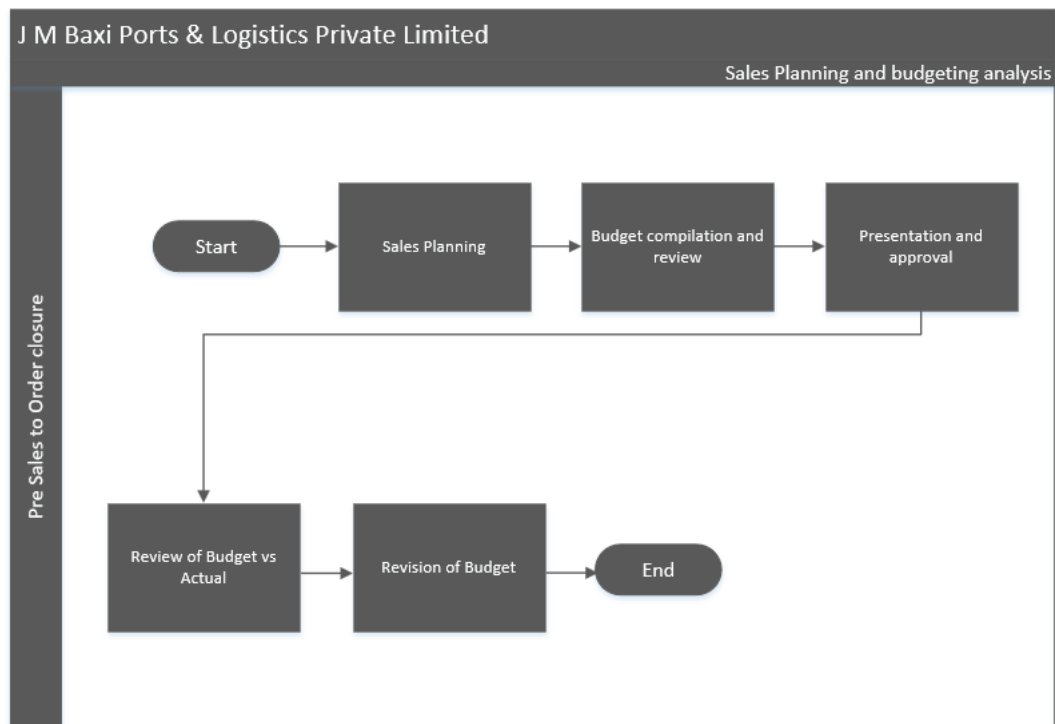 J M Baxi Ports & Logistics Private Limited
Sales Planning and budgeting analysis
Pre Sales to Order closure
Start
Sales Planning
Budget compilation and
review
Presentation and
approval
Review of Budget vs
Actual
Revision of Budget
End